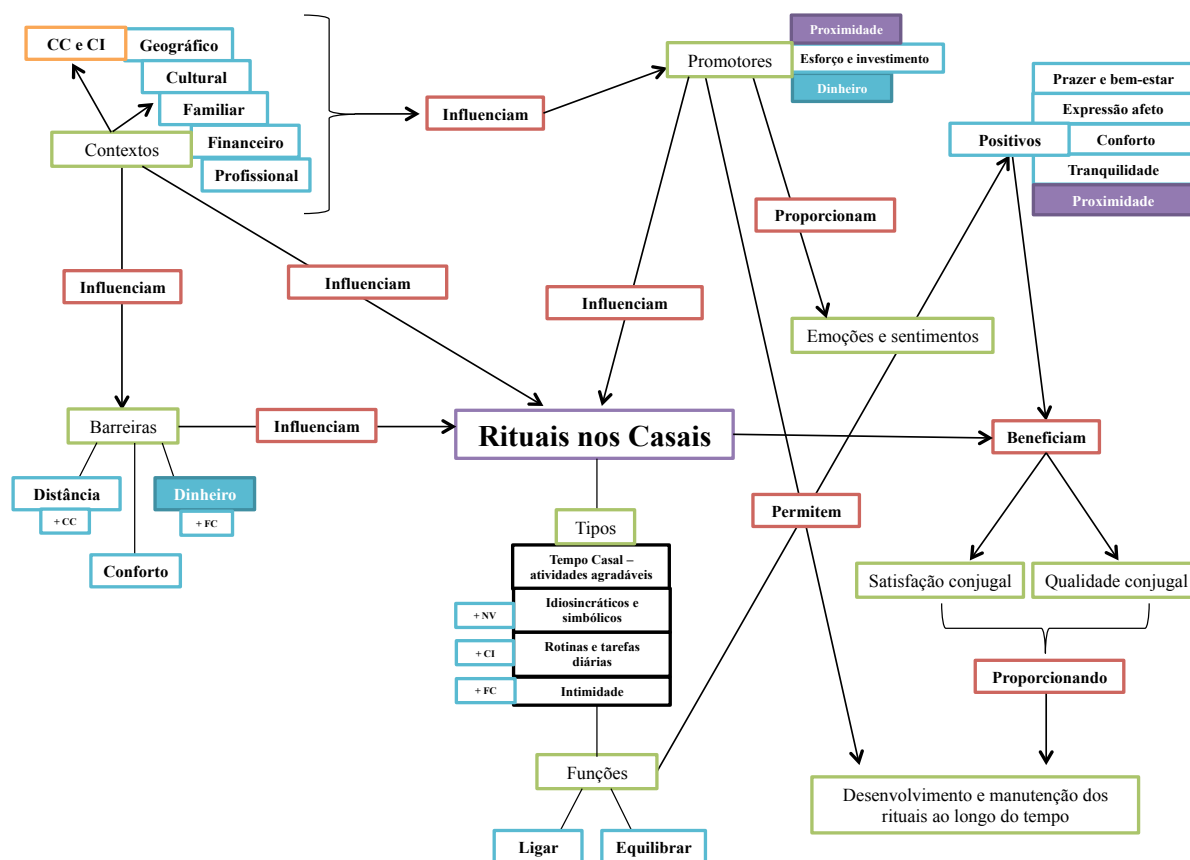 CC e CI
Geográfico
Cultural
Familiar
Financeiro
Profissional
Contextos
Influenciam
Promotores
Proximidade
Esforço e investimento
Dinheiro
Positivos
Prazer e bem-estar
Expressão afeto
Conforto
Tranquilidade
Proximidade
Proporcionam
Influenciam
Influenciam
Influenciam
Emoções e sentimentos
Barreiras
Influenciam
Rituais nos Casais
Beneficiam
Distância
+ CC
Dinheiro
+ FC
Conforto
Permitem
Tipos
Tempo Casal –
atividades agradáveis
+ NV
Idiosincráticos e
simbólicos
+ CI
Rotinas e tarefas
diárias
+ FC
Intimidade
Satisfação conjugal
Qualidade conjugal
Proporcionando
Funções
Ligar
Equilibrar
Desenvolvimento e manutenção dos
rituais ao longo do tempo